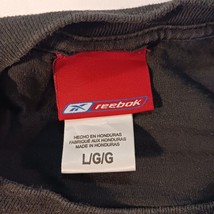 reebok
HECHO EN HONDURAS
FABRIQUÉ AUX HONDURAS
MADE IN HONDURAS
L/G/G